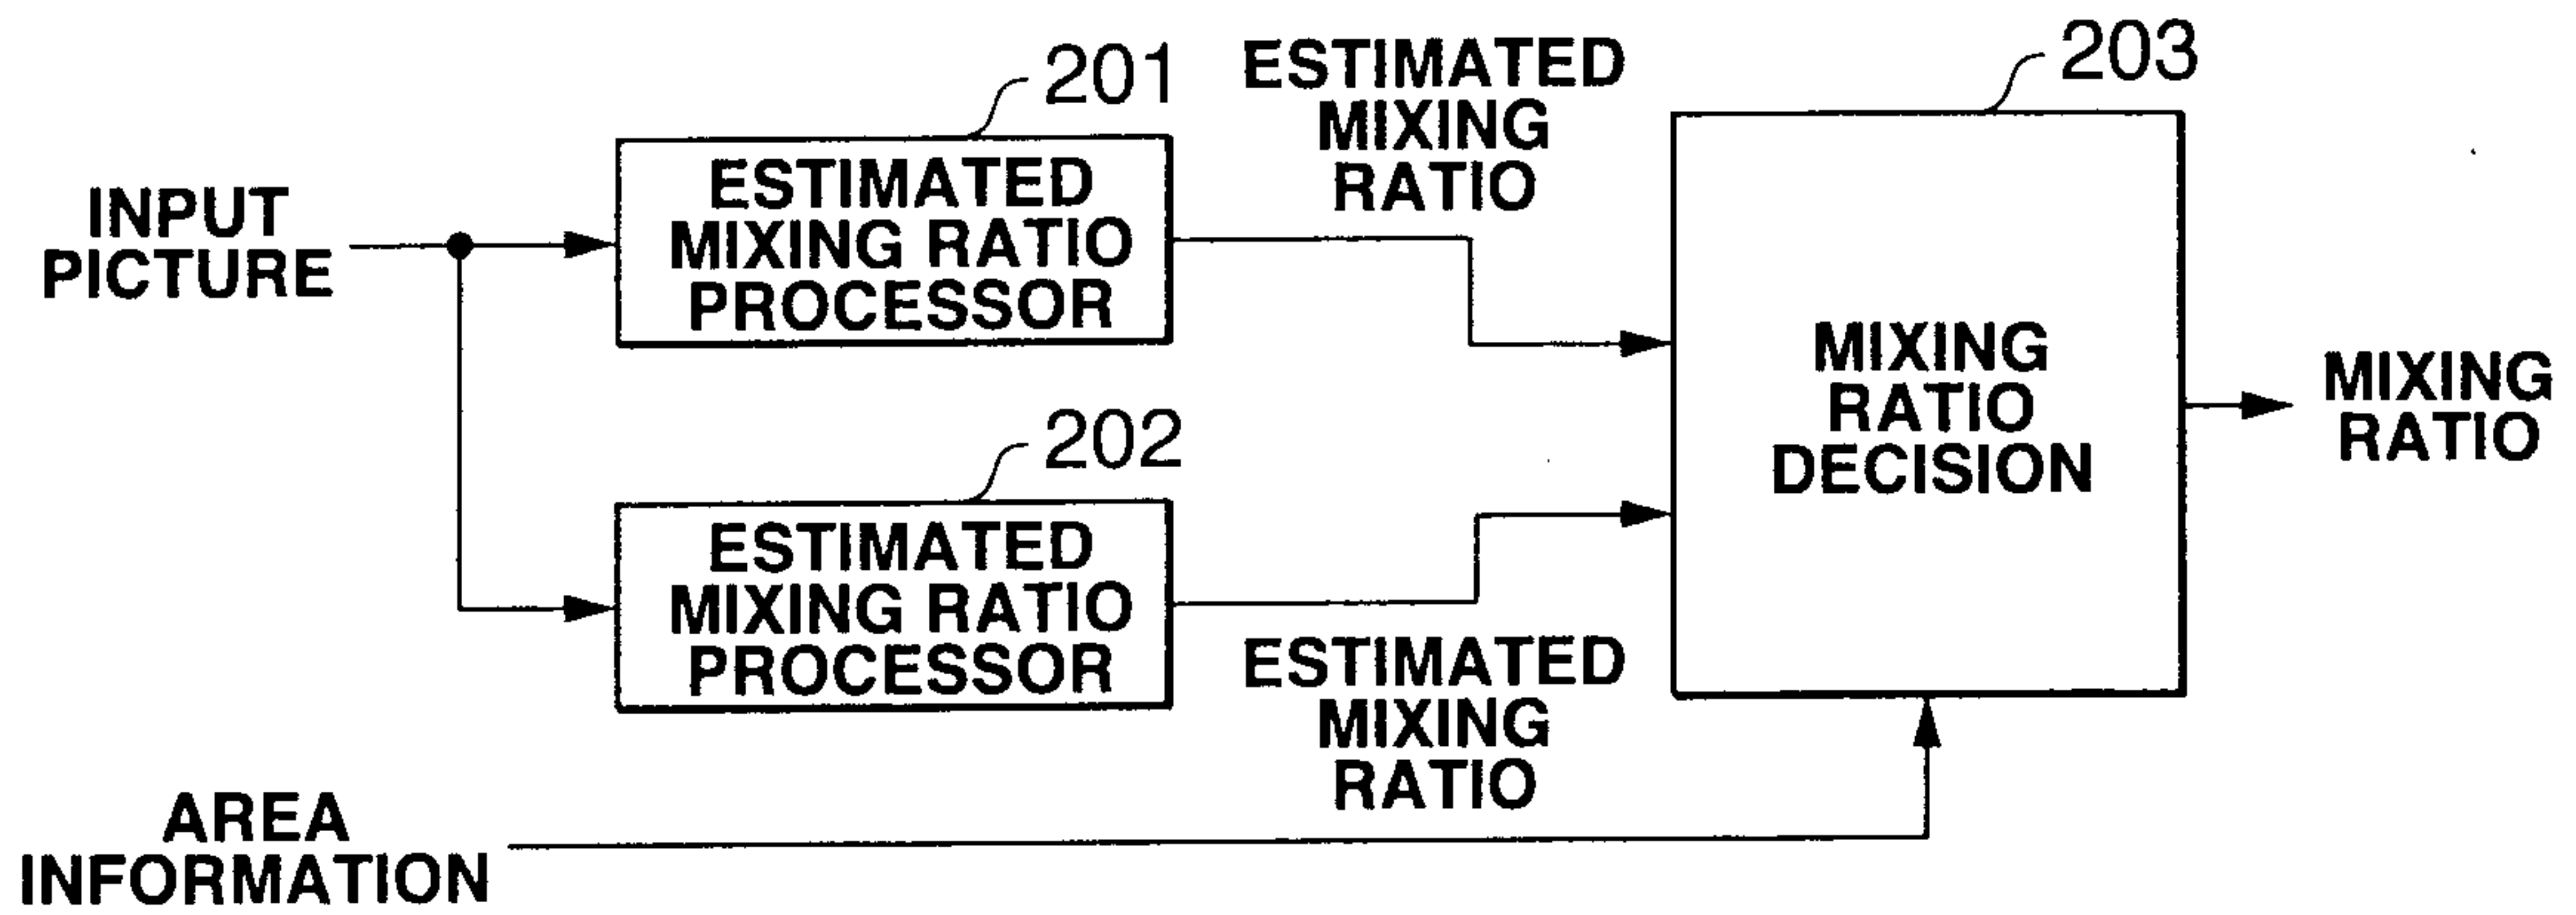 INPUT
PICTURE
201
ESTIMATED
MIXING RATIO
PROCESSOR
ESTIMATED
MIXING
RATIO
203
MIXING
RATIO
DECISION
MIXING
RATIO
202
ESTIMATED
MIXING RATIO
PROCESSOR
ESTIMATED
MIXING
RATIO
AREA
INFORMATION